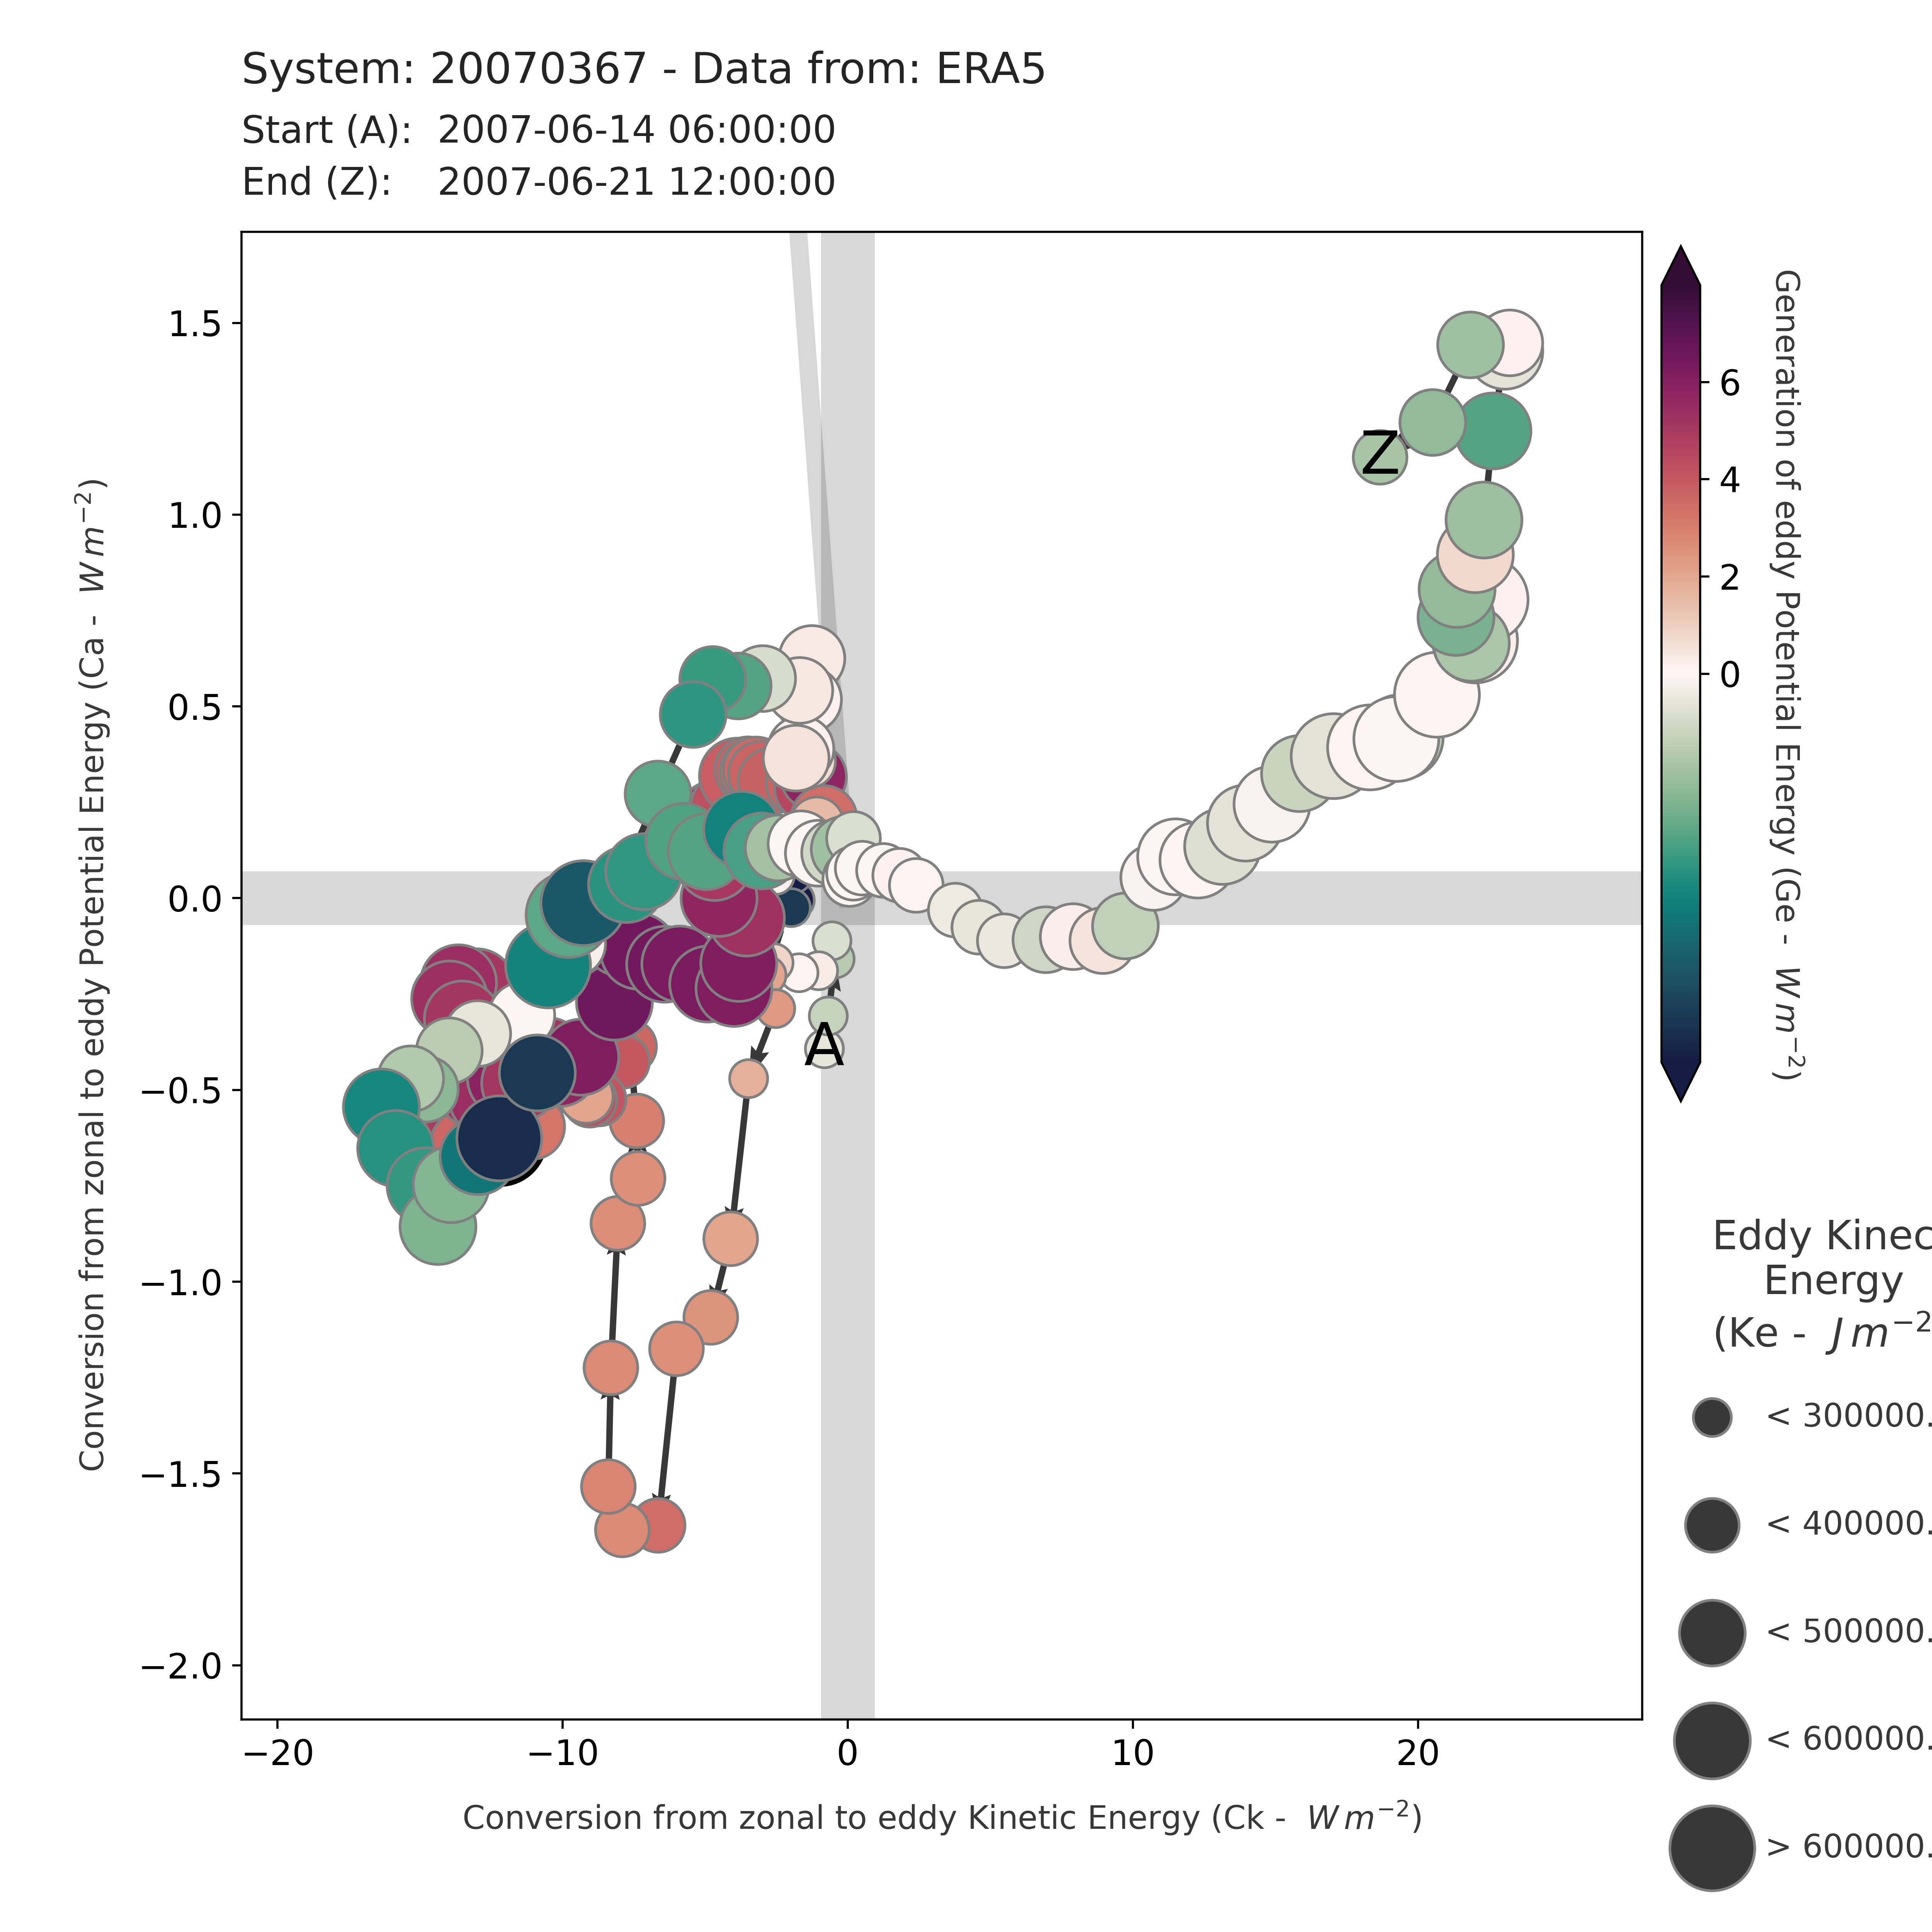 System: 20070367 - Data from: ERA5
Start (A): 2007-06-14 06:00:00
End (Z): 2007-06-21 12:00:00
Conversion from zonal to eddy Potential Energy (Ca - W m⁻²)
1.5
1.0
0.5
0.0
−0.5
−1.0
−1.5
−2.0
A
Z
−20
−10
0
10
20
Conversion from zonal to eddy Kinetic Energy (Ck - W m⁻²)
6
4
2
0
Generation of eddy Potential Energy (Ge - W m⁻²)
Eddy Kinec
Energy
(Ke - J m⁻²
< 300000.
< 400000.
< 500000.
< 600000.
> 600000.